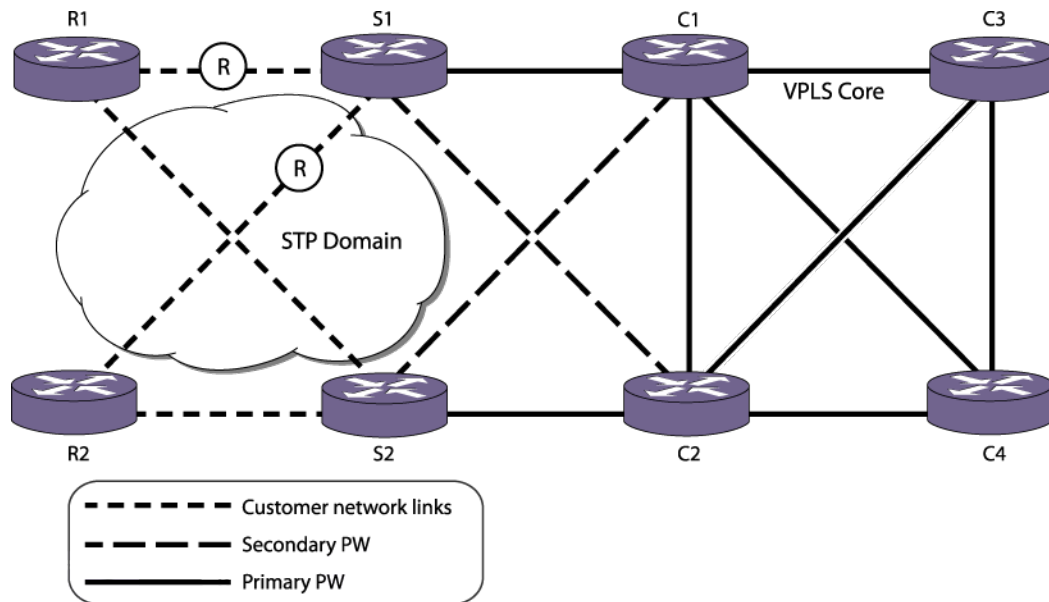 R1
S1
C1
C3
R
VPLS Core
R
STP Domain
R2
S2
C2
C4
Customer network links
Secondary PW
Primary PW